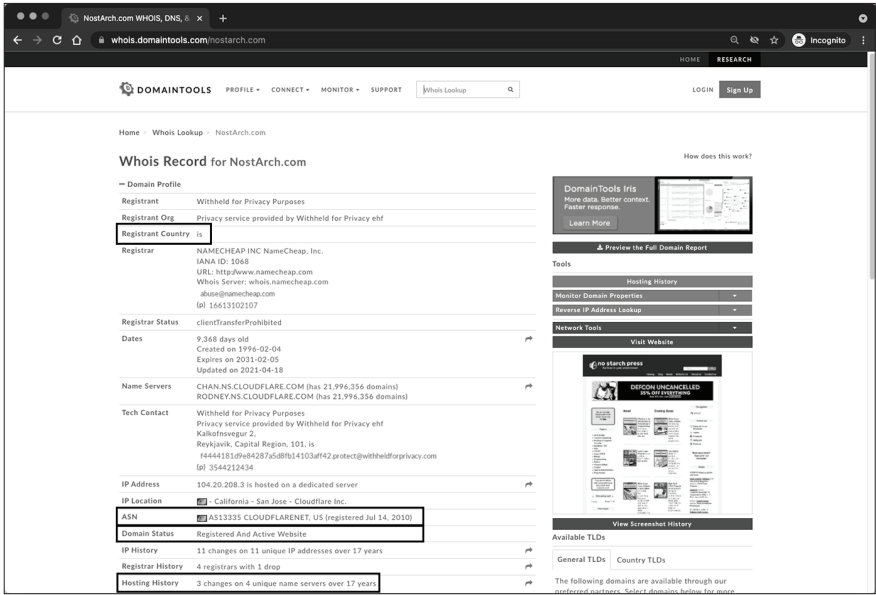 NostArch.com WHOIS, DNS, &
whois.domaintools.com/nostarch.com
Incognito
HOME RESEARCH
DOMAINTOOLS PROFILE CONNECT MONITOR SUPPORT Whois Lookup LOGIN Sign Up
Home > Whois Lookup > NostArch.com
Whois Record for NostArch.com
How does this work?
— Domain Profile
Registrant Withheld for Privacy Purposes
Registrant Org Privacy service provided by Withheld for Privacy ehf
Registrant Country is
Registrar NAMECHEAP INC NameCheap, Inc.
IANA ID: 1068
URL: http://www.namecheap.com
Whois Server: whois.namecheap.com
abuse@namecheap.com
(p) 16613102107
Registrar Status clientTransferProhibited
Dates 9,368 days old
Created on 1996-02-04
Expires on 2031-02-05
Updated on 2021-04-18
Name Servers CHAN.NS.CLOUDFLARE.COM (has 21,996,356 domains)
RODNEY.NS.CLOUDFLARE.COM (has 21,996,356 domains)
Tech Contact Withheld for Privacy Purposes
Privacy service provided by Withheld for Privacy ehf
Kalkofnsvegur 2,
Reykjavik, Capital Region, 101, is
f4444181d9e84287a5d8fb14103aff42.protect@withheldforprivacy.com
(p) 3544212434
IP Address 104.20.208.3 is hosted on a dedicated server
IP Location - California - San Jose - Cloudflare Inc.
ASN AS13335 CLOUDFLARENET, US (registered Jul 14, 2010)
Domain Status Registered And Active Website
IP History 11 changes on 11 unique IP addresses over 17 years
Registrar History 4 registrars with 1 drop
Hosting History 3 changes on 4 unique name servers over 17 years
DomainTools Iris
More data. Better context.
Faster response.
Learn More
Preview the Full Domain Report
Tools
Hosting History
Monitor Domain Properties
Reverse IP Address Lookup
Network Tools
Visit Website
no starch press
DEFCON UNCANCELLED
35% OFF EVERYTHING
View Screenshot History
Available TLDs
General TLDs Country TLDs
The following domains are available through our
preferred partners. Select domains below for more